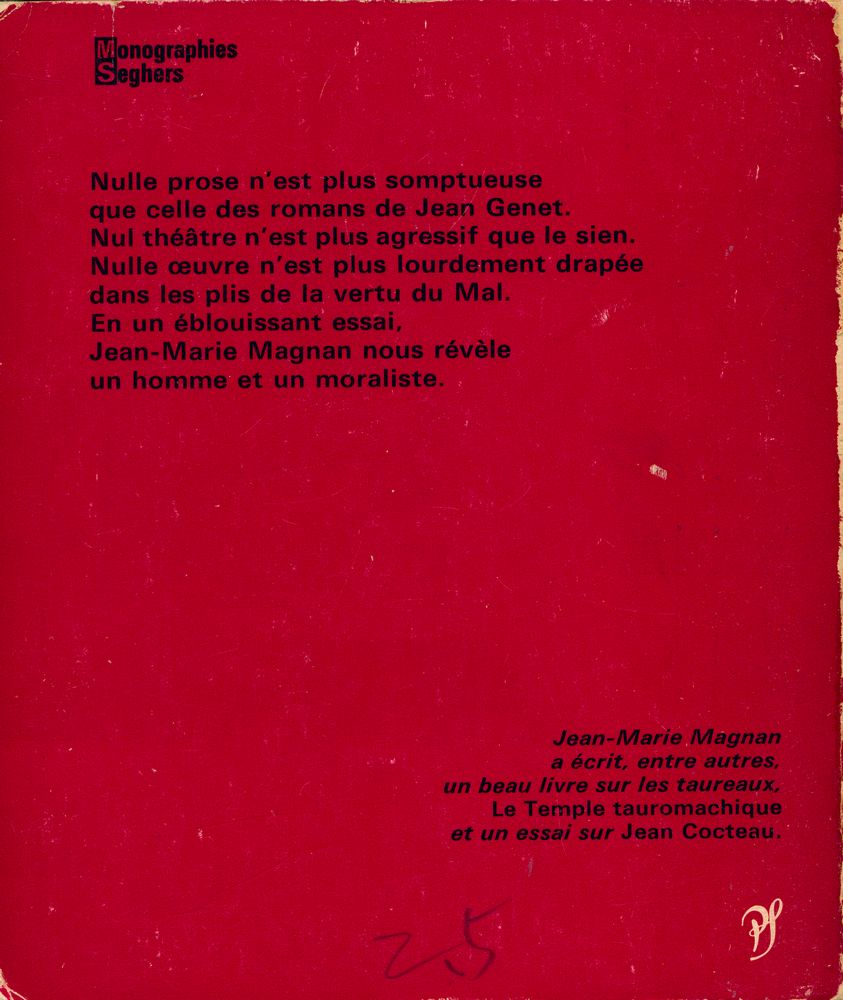 Monographies
Seghers
Nulle prose n'est plus somptueuse
que celle des romans de Jean Genet.
Nul théâtre n'est plus agressif que le sien.
Nulle œuvre n'est plus lourdement drapée
dans les plis de la vertu du Mal.
En un éblouissant essai,
Jean-Marie Magnan nous révèle
un homme et un moraliste.
Jean-Marie Magnan
a écrit, entre autres,
un beau livre sur les taureaux,
Le Temple tauromachique
et un essai sur Jean Cocteau.
25
PS